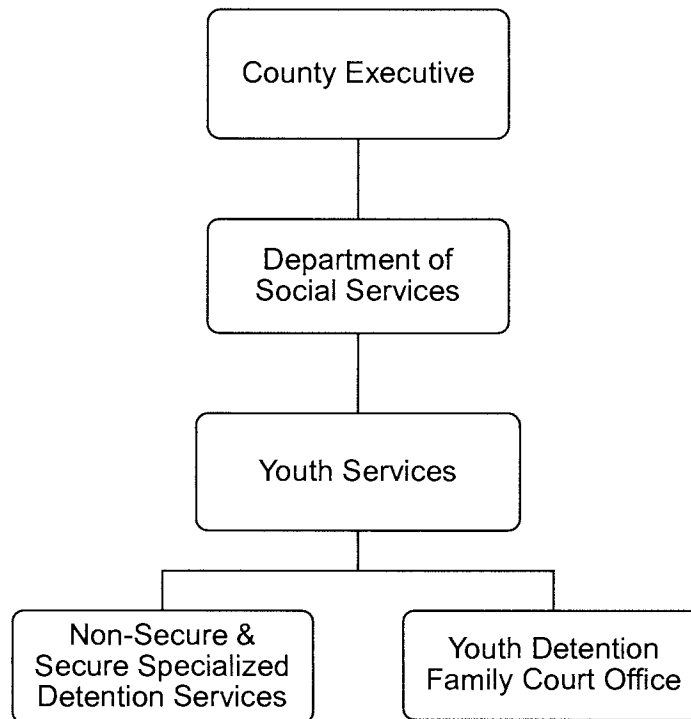 County Executive
Department of
Social Services
Youth Services
Non-Secure &
Secure Specialized
Detention Services
Youth Detention
Family Court Office